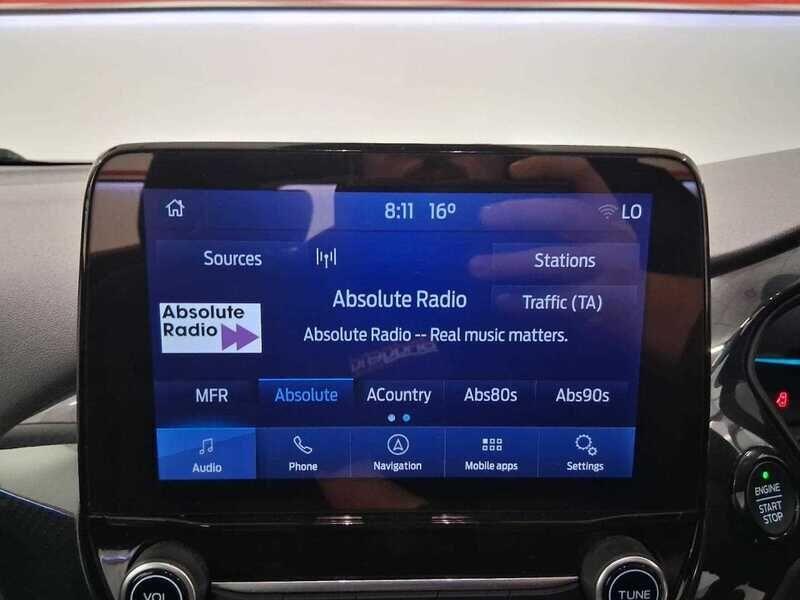 8:11 16° LO
Sources Stations
Absolute Radio
Traffic (TA)
Absolute
Radio
Absolute Radio -- Real music matters.
MFR Absolute ACountry Abs80s Abs90s
Audio Phone Navigation Mobile apps Settings
ENGINE
START
STOP
VOL TUNE